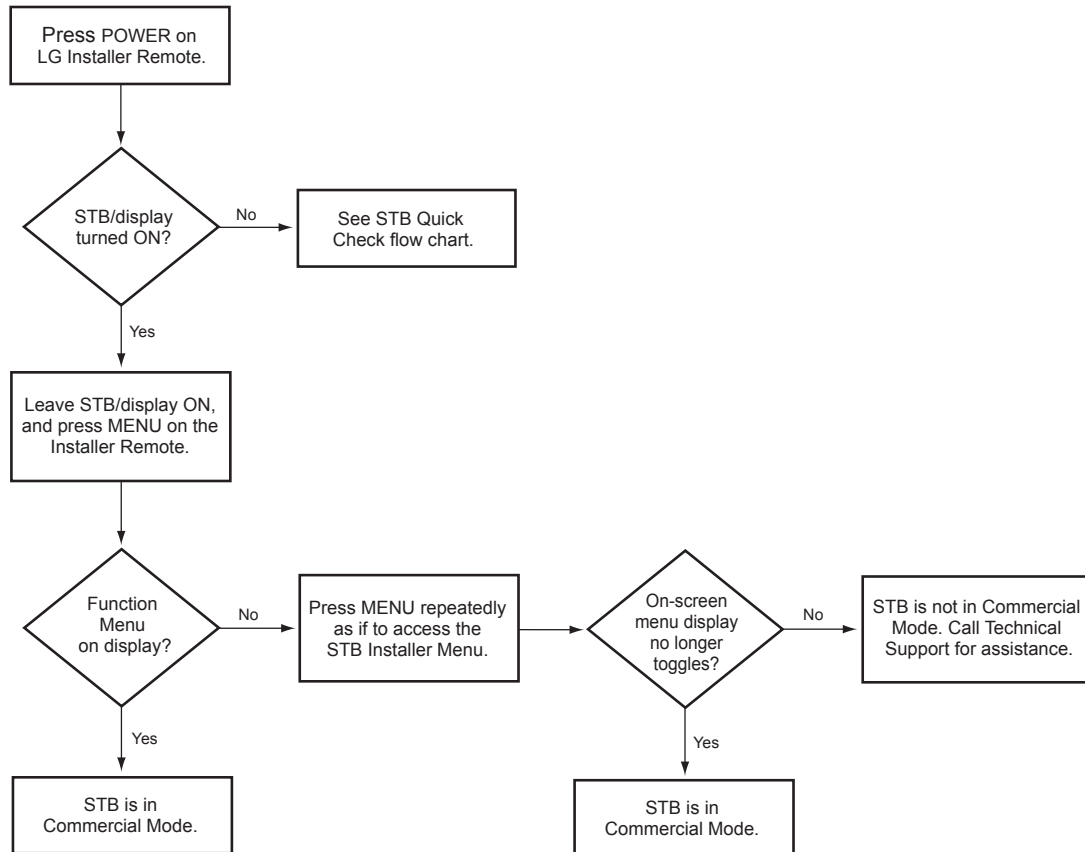 Press POWER on
LG Installer Remote.
STB/display
turned ON?
No
See STB Quick
Check flow chart.
Yes
Leave STB/display ON,
and press MENU on the
Installer Remote.
Function
Menu
on display?
No
Press MENU repeatedly
as if to access the
STB Installer Menu.
On-screen
menu display
no longer
toggles?
No
STB is not in Commercial
Mode. Call Technical
Support for assistance.
Yes
STB is in
Commercial Mode.
Yes
STB is in
Commercial Mode.